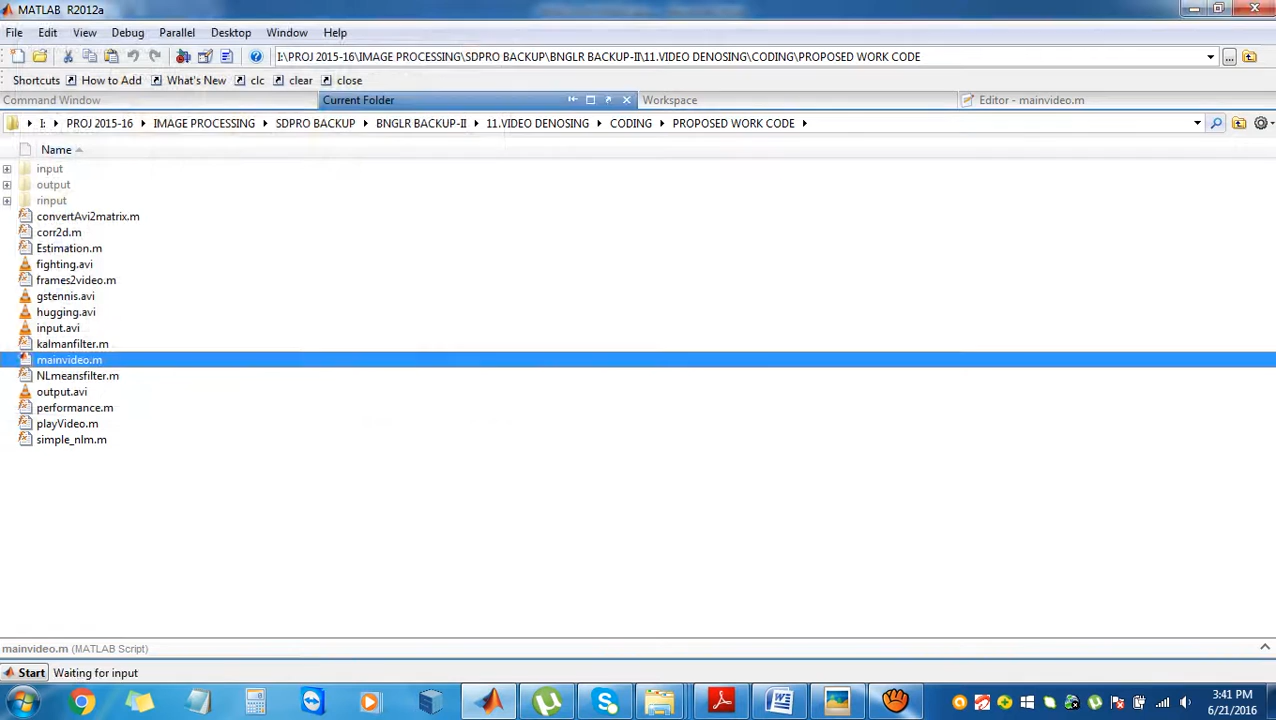 MATLAB R2012a
File Edit View Debug Parallel Desktop Window Help
I:\PROJ 2015-16\IMAGE PROCESSING\SDPRO BACKUP\BNGLR BACKUP-II\11.VIDEO DENOSING\CODING\PROPOSED WORK CODE
Shortcuts How to Add What's New clc clear close
Command Window Current Folder Workspace Editor - mainvideo.m
I: PROJ 2015-16 IMAGE PROCESSING SDPRO BACKUP BNGLR BACKUP-II 11.VIDEO DENOSING CODING PROPOSED WORK CODE
Name
input
output
rinput
convertAvi2matrix.m
corr2d.m
Estimation.m
fighting.avi
frames2video.m
gstennis.avi
hugging.avi
input.avi
kalmanfilter.m
mainvideo.m
NLmeansfilter.m
output.avi
performance.m
playVideo.m
simple_nlm.m
mainvideo.m (MATLAB Script)
Start Waiting for input
3:41 PM
6/21/2016